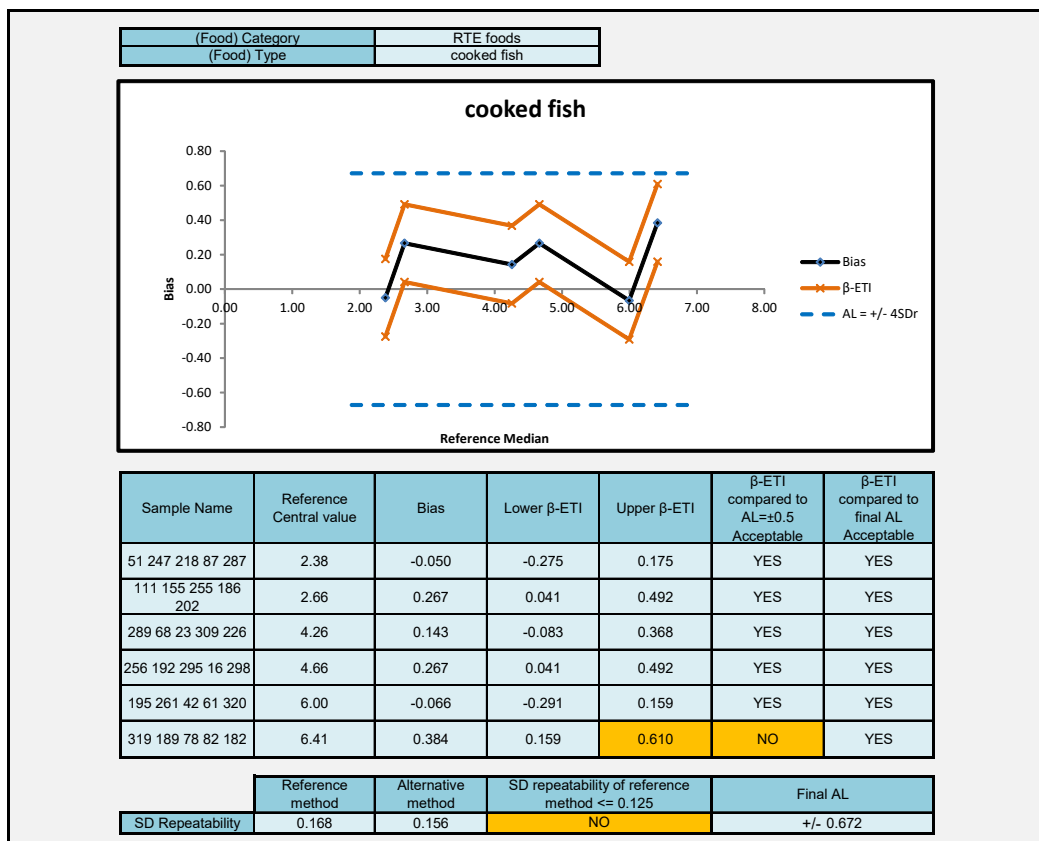 (Food) Category RTE foods
(Food) Type cooked fish
cooked fish
0.80
0.60
0.40
0.20
0.00
-0.20
-0.40
-0.60
-0.80
0.00 1.00 2.00 3.00 4.00 5.00 6.00 7.00 8.00
Bias
Reference Median
Bias
β-ETI
AL = +/- 4SDr
Sample Name Reference Central value Bias Lower β-ETI Upper β-ETI β-ETI compared to AL=±0.5 Acceptable β-ETI compared to final AL Acceptable
51 247 218 87 287 2.38 -0.050 -0.275 0.175 YES YES
111 155 255 186 202 2.66 0.267 0.041 0.492 YES YES
289 68 23 309 226 4.26 0.143 -0.083 0.368 YES YES
256 192 295 16 298 4.66 0.267 0.041 0.492 YES YES
195 261 42 61 320 6.00 -0.066 -0.291 0.159 YES YES
319 189 78 82 182 6.41 0.384 0.159 0.610 NO YES
Reference method Alternative method SD repeatability of reference method <= 0.125 Final AL
SD Repeatability 0.168 0.156 NO +/- 0.672